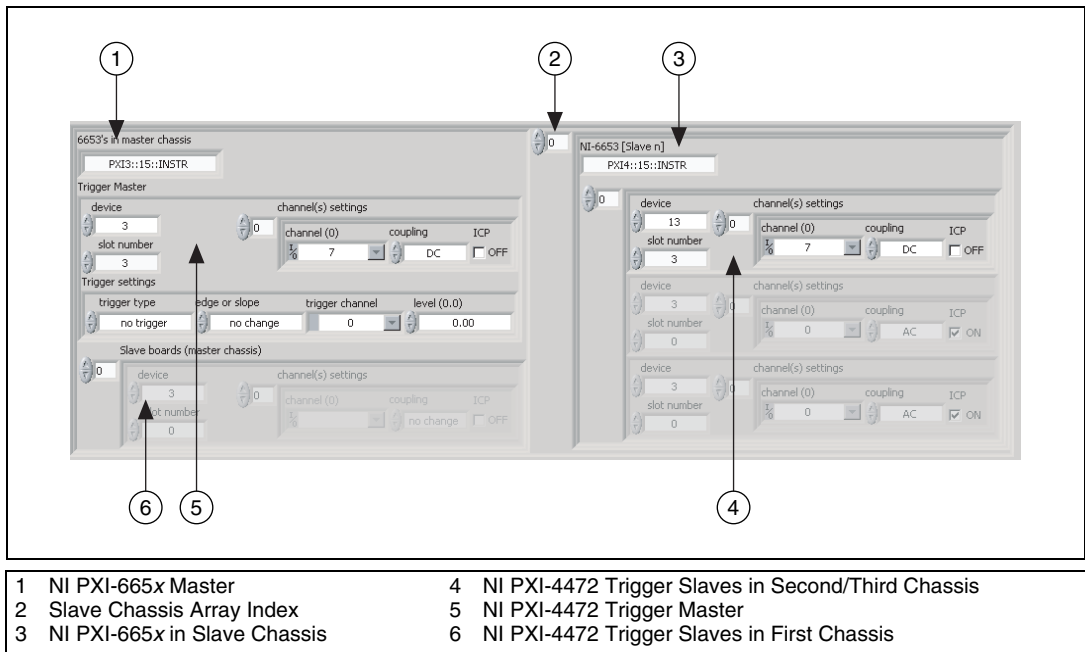 1
2
3
6653's in master chassis
PXI3::15::INSTR
Trigger Master
device
3
slot number
3
0
channel(s) settings
channel (0)
7
coupling
DC
ICP
OFF
Trigger settings
trigger type
no trigger
edge or slope
no change
trigger channel
0
level (0.0)
0.00
Slave boards (master chassis)
0
device
3
slot number
0
0
channel(s) settings
channel (0)
coupling
no change
ICP
OFF
0
NI-6653 [Slave n]
PXI4::15::INSTR
0
device
13
slot number
3
0
channel(s) settings
channel (0)
7
coupling
DC
ICP
OFF
device
3
slot number
0
0
channel(s) settings
channel (0)
0
coupling
AC
ICP
ON
device
3
slot number
0
0
channel(s) settings
channel (0)
0
coupling
AC
ICP
ON
6
5
4
1 NI PXI-665x Master
2 Slave Chassis Array Index
3 NI PXI-665x in Slave Chassis
4 NI PXI-4472 Trigger Slaves in Second/Third Chassis
5 NI PXI-4472 Trigger Master
6 NI PXI-4472 Trigger Slaves in First Chassis